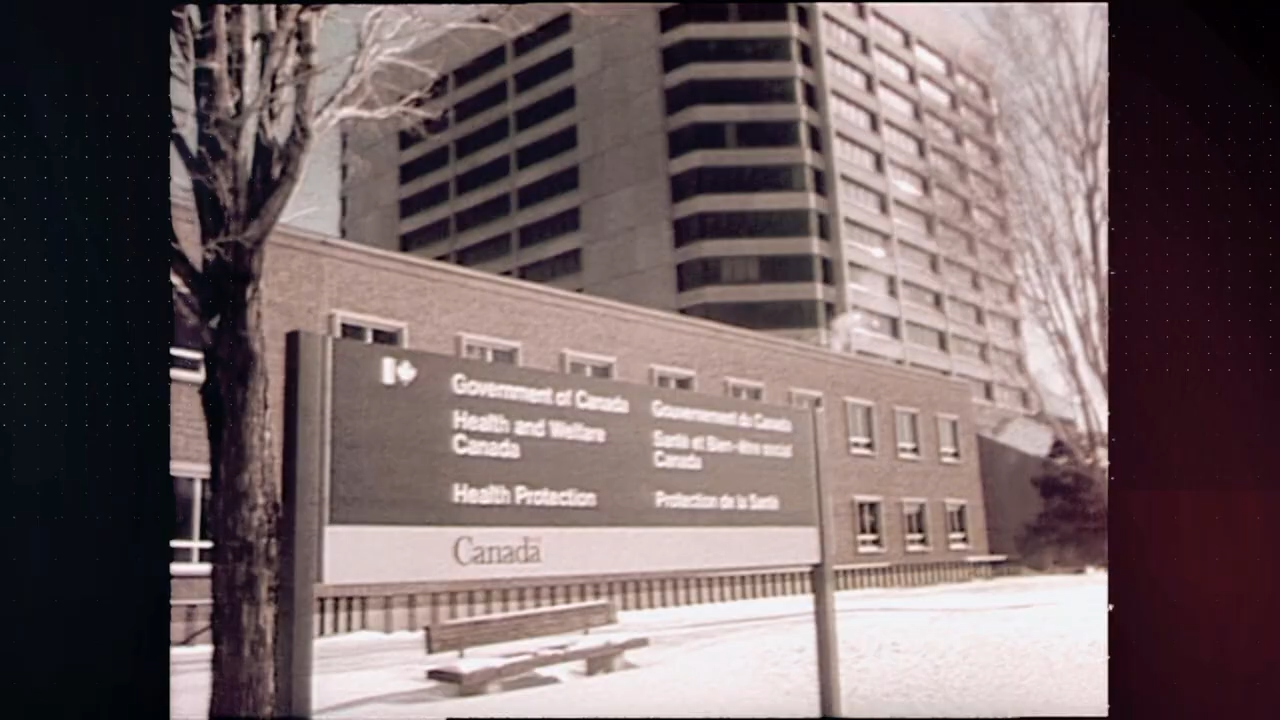 Government of Canada
Health and Welfare
Canada
Health Protection
Gouvernement du Canada
Santé et Bien-être social
Canada
Protection de la Santé
Canada